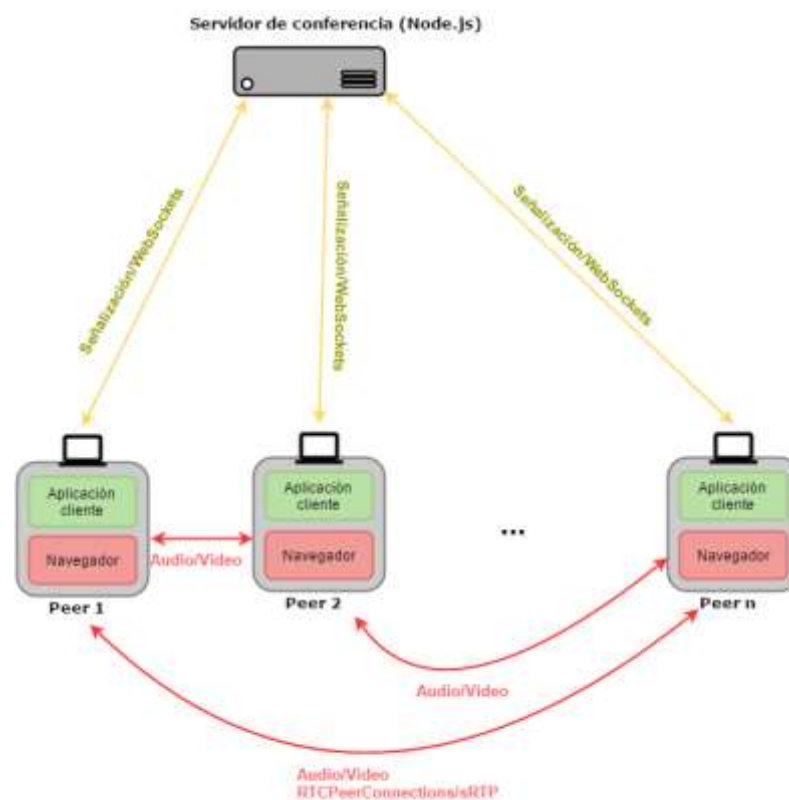 Servidor de conferencia (Node.js)
Señalización/WebSockets
Señalización/WebSockets
Señalización/WebSockets
Aplicación
cliente
Navegador
Peer 1
Audio/Video
Aplicación
cliente
Navegador
Peer 2
...
Aplicación
cliente
Navegador
Peer n
Audio/Video
Audio/Video
RTCPeerConnections/sRTP